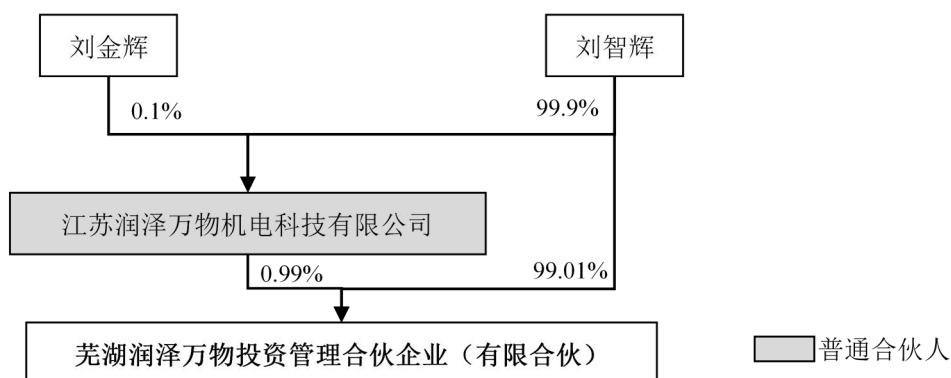 刘金辉
刘智辉
0.1%
99.9%
江苏润泽万物机电科技有限公司
0.99%
99.01%
芜湖润泽万物投资管理合伙企业（有限合伙）
普通合伙人